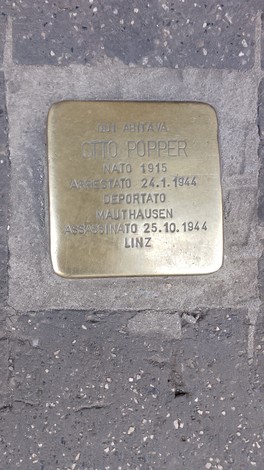 QUI ABITAVA
OTTO POPPER
NATO 1915
ARRESTATO 24.1.1944
DEPORTATO
MAUTHAUSEN
ASSASSINATO 25.10.1944
LINZ